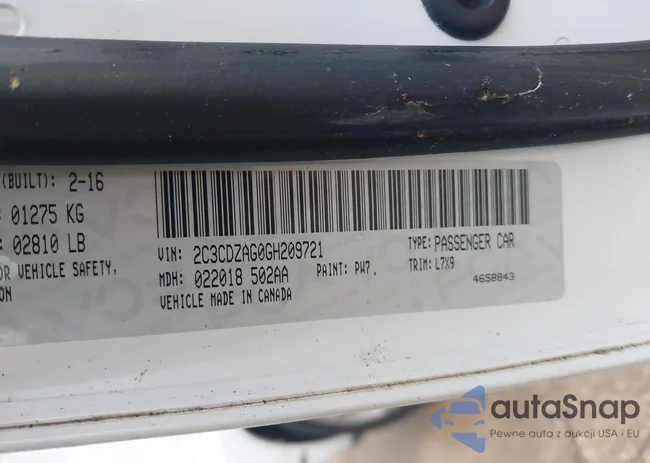 (BUILT): 2-16
01275 KG
02810 LB
OR VEHICLE SAFETY,
ON
VIN: 2C3CDZAG0GH209721
TYPE: PASSENGER CAR
MDH: 022018 502AA
PAINT: PW7,
TRIM: L7X9
VEHICLE MADE IN CANADA
4658843
autaSnap
Pewne auta z aukcji USA i EU